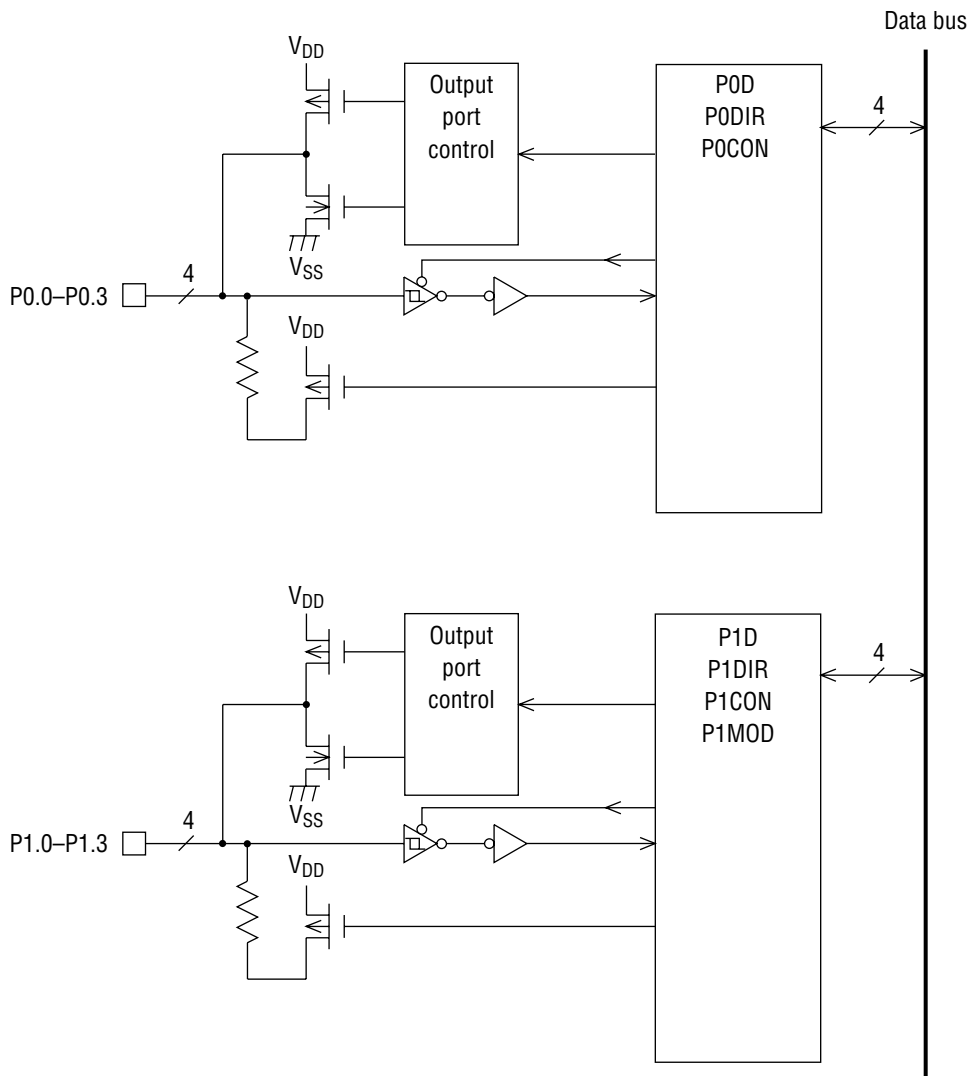 Data bus
VDD
Output
port
control
P0D
P0DIR
P0CON
4
VSS
4
P0.0–P0.3
VDD
VDD
Output
port
control
P1D
P1DIR
P1CON
P1MOD
4
VSS
4
P1.0–P1.3
VDD